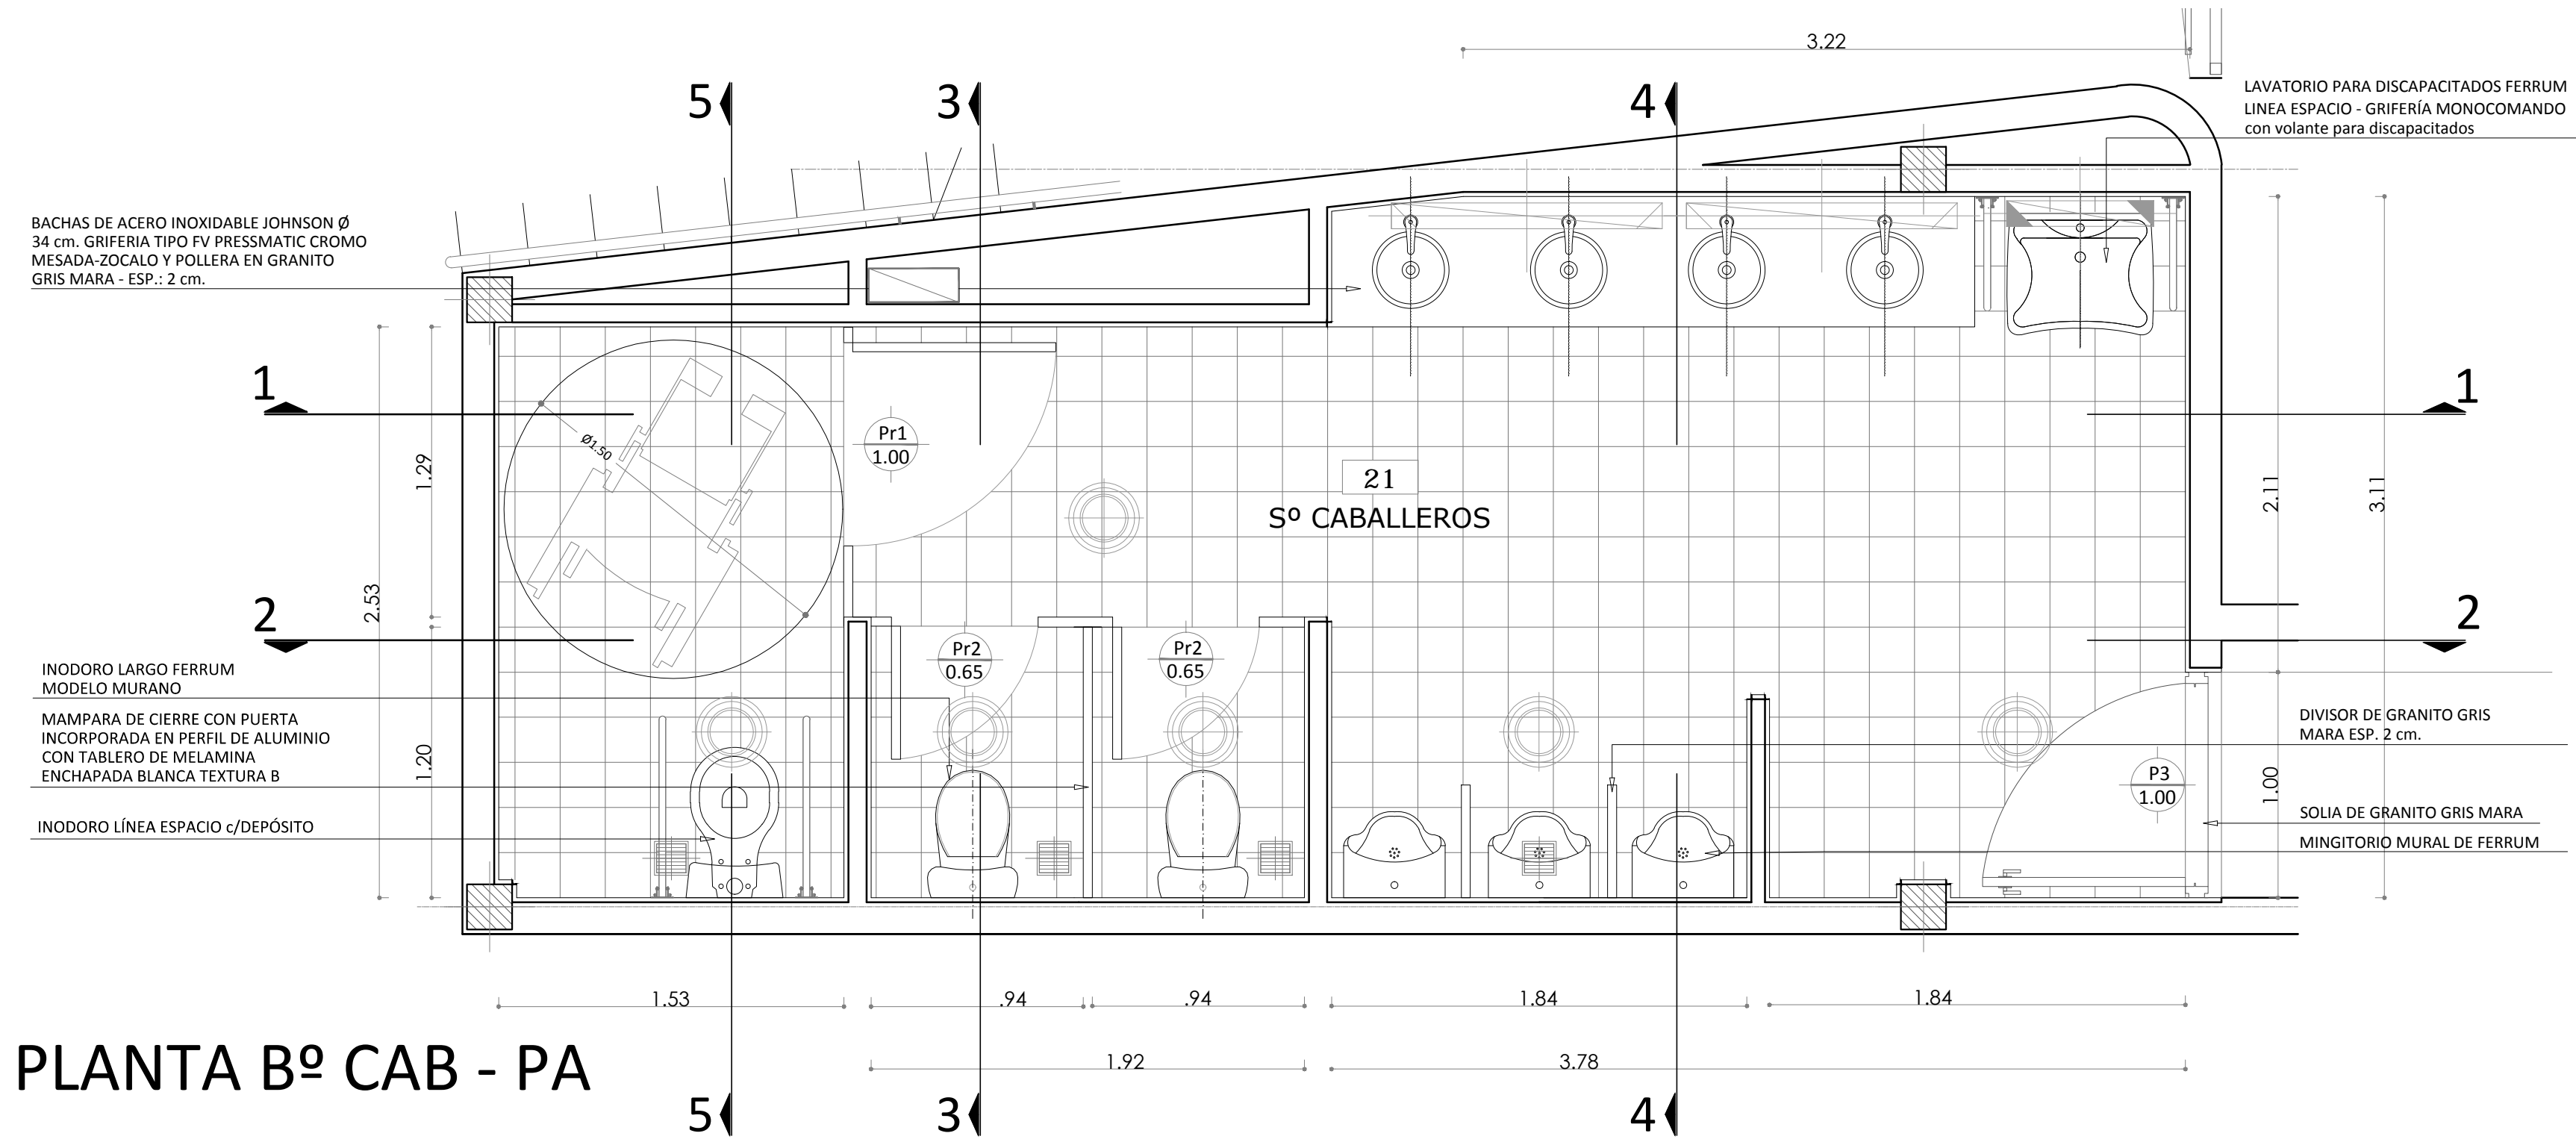 3.22
5
3
4
LAVATORIO PARA DISCAPACITADOS FERRUM
LINEA ESPACIO - GRIFERÍA MONOCOMANDO
con volante para discapacitados
BACHAS DE ACERO INOXIDABLE JOHNSON Ø
34 cm. GRIFERIA TIPO FV PRESSMATIC CROMO
MESADA-ZOCALO Y POLLERA EN GRANITO
GRIS MARA - ESP.: 2 cm.
1
1
Ø1.50
Pr1
1.00
1.29
21
Sº CABALLEROS
2.11
3.11
2.53
2
2
Pr2
0.65
Pr2
0.65
INODORO LARGO FERRUM
MODELO MURANO
MAMPARA DE CIERRE CON PUERTA
INCORPORADA EN PERFIL DE ALUMINIO
CON TABLERO DE MELAMINA
ENCHAPADA BLANCA TEXTURA B
1.20
INODORO LÍNEA ESPACIO c/DEPÓSITO
DIVISOR DE GRANITO GRIS
MARA ESP. 2 cm.
P3
1.00
1.00
SOLIA DE GRANITO GRIS MARA
MINGITORIO MURAL DE FERRUM
1.53
.94
.94
1.84
1.84
1.92
3.78
PLANTA Bº CAB - PA
5
3
4